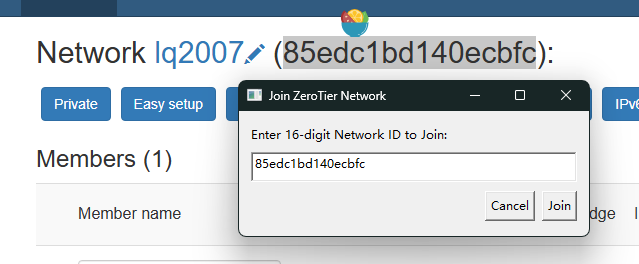 Network lq2007 (85edc1bd140ecbfc):
Private
Easy setup
IPv6
Join ZeroTier Network
Enter 16-digit Network ID to Join:
85edc1bd140ecbfc
Cancel
Join
Members (1)
Member name